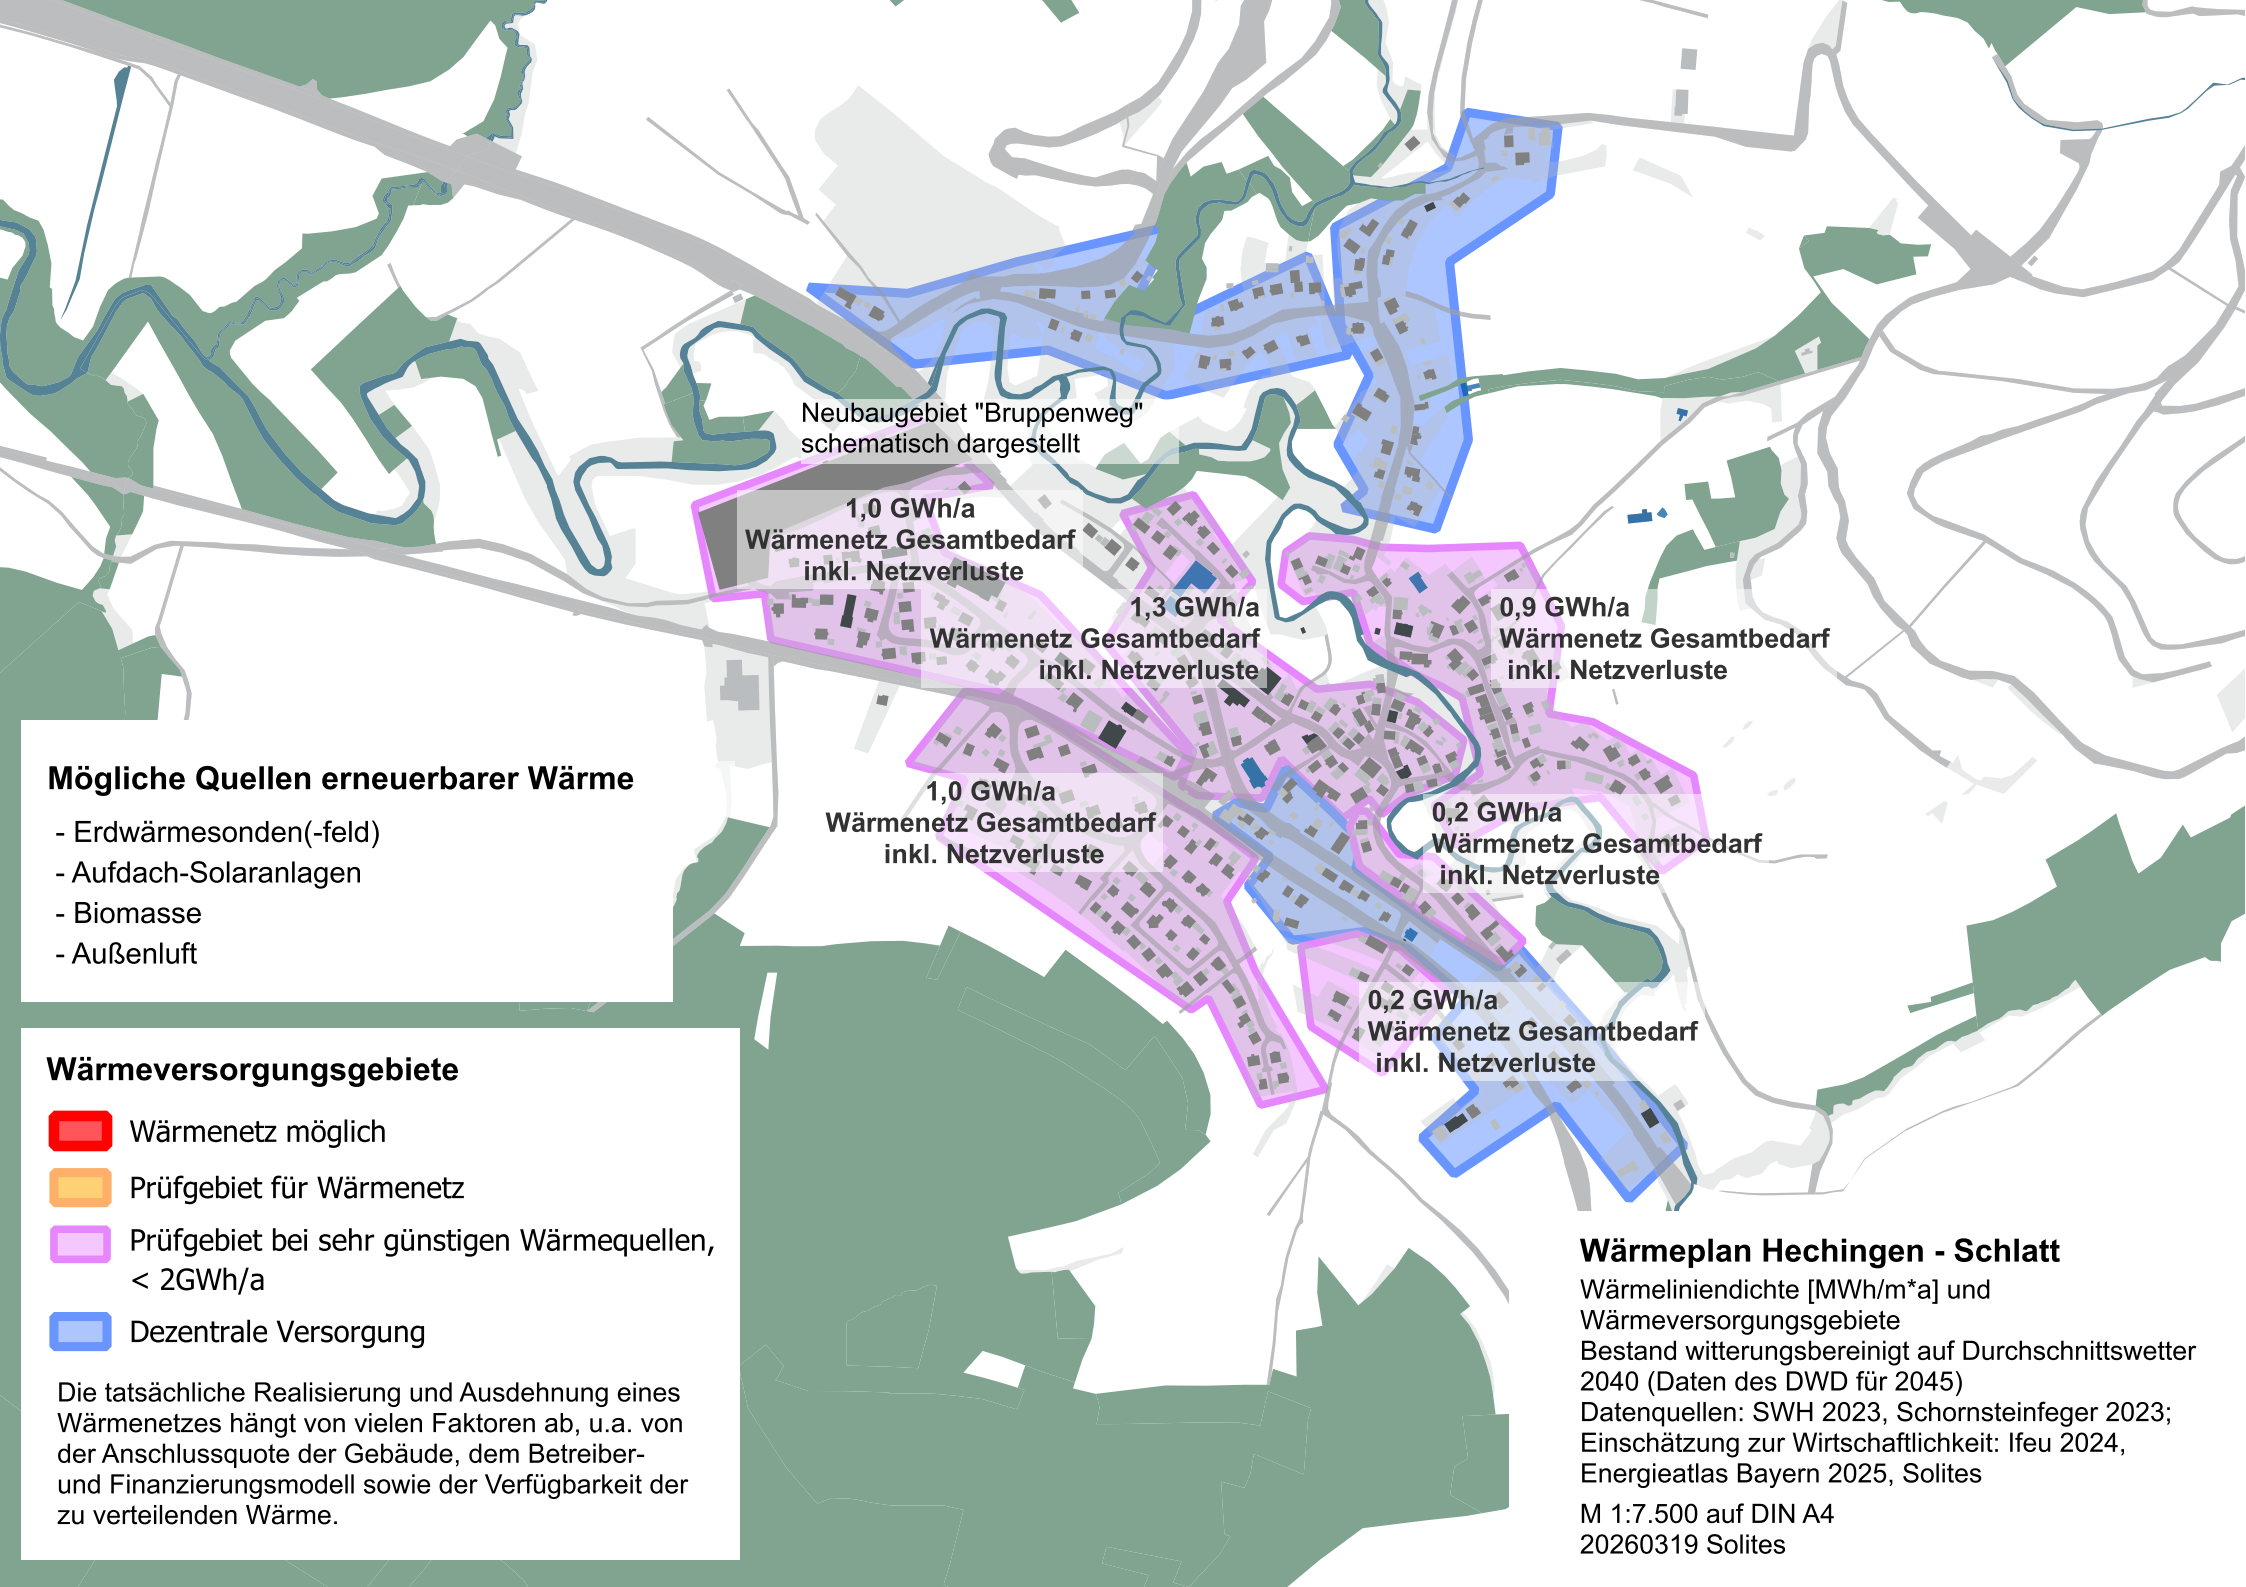 Neubaugebiet "Bruppenweg"
schematisch dargestellt
1,0 GWh/a
Wärmenetz Gesamtbedarf
inkl. Netzverluste
1,3 GWh/a
Wärmenetz Gesamtbedarf
inkl. Netzverluste
0,9 GWh/a
Wärmenetz Gesamtbedarf
inkl. Netzverluste
1,0 GWh/a
Wärmenetz Gesamtbedarf
inkl. Netzverluste
0,2 GWh/a
Wärmenetz Gesamtbedarf
inkl. Netzverluste
0,2 GWh/a
Wärmenetz Gesamtbedarf
inkl. Netzverluste
Mögliche Quellen erneuerbarer Wärme
- Erdwärmesonden(-feld)
- Aufdach-Solaranlagen
- Biomasse
- Außenluft
Wärmeversorgungsgebiete
Wärmenetz möglich
Prüfgebiet für Wärmenetz
Prüfgebiet bei sehr günstigen Wärmequellen,
< 2GWh/a
Dezentrale Versorgung
Die tatsächliche Realisierung und Ausdehnung eines
Wärmenetzes hängt von vielen Faktoren ab, u.a. von
der Anschlussquote der Gebäude, dem Betreiber-
und Finanzierungsmodell sowie der Verfügbarkeit der
zu verteilenden Wärme.
Wärmeplan Hechingen - Schlatt
Wärmeliniendichte [MWh/m*a] und
Wärmeversorgungsgebiete
Bestand witterungsbereinigt auf Durchschnittswetter
2040 (Daten des DWD für 2045)
Datenquellen: SWH 2023, Schornsteinfeger 2023;
Einschätzung zur Wirtschaftlichkeit: Ifeu 2024,
Energieatlas Bayern 2025, Solites
M 1:7.500 auf DIN A4
20260319 Solites